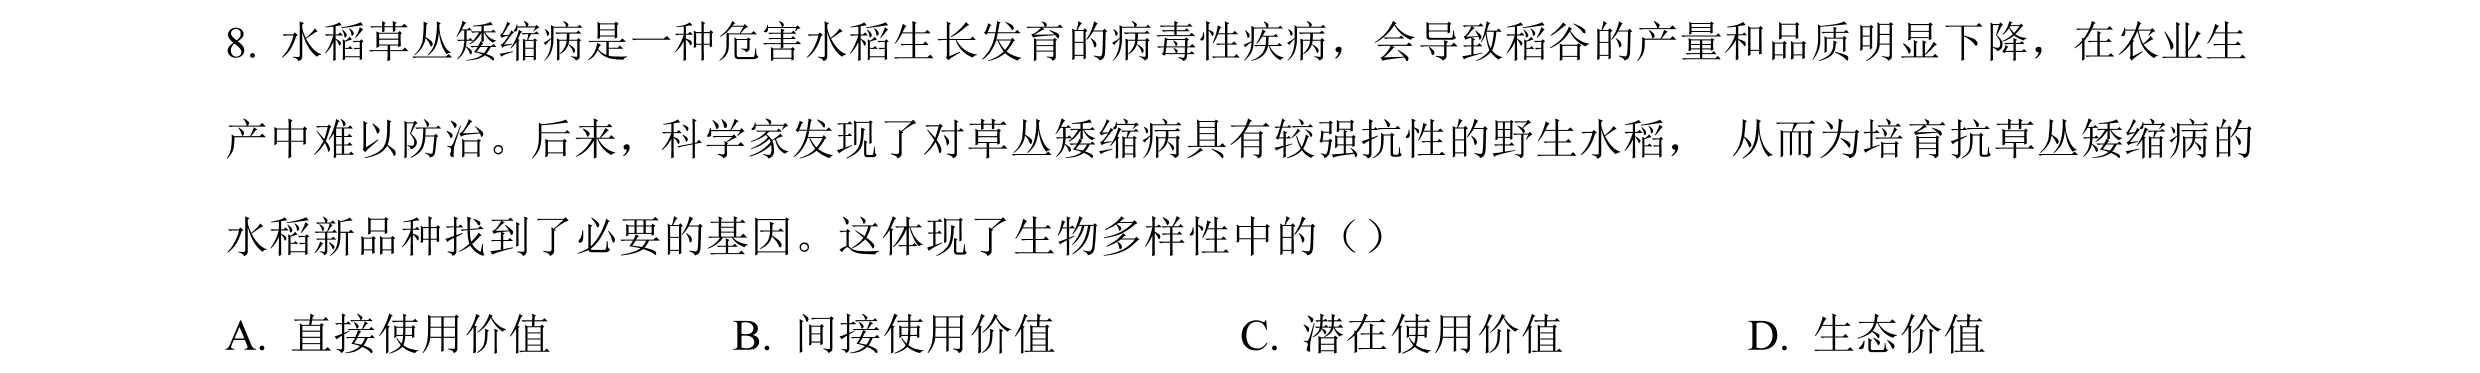 8. 水稻草丛矮缩病是一种危害水稻生长发育的病毒性疾病，会导致稻谷的产量和品质明显下降，在农业生
产中难以防治。后来，科学家发现了对草丛矮缩病具有较强抗性的野生水稻， 从而为培育抗草丛矮缩病的
水稻新品种找到了必要的基因。这体现了生物多样性中的（）
A. 直接使用价值 B. 间接使用价值 C. 潜在使用价值 D. 生态价值